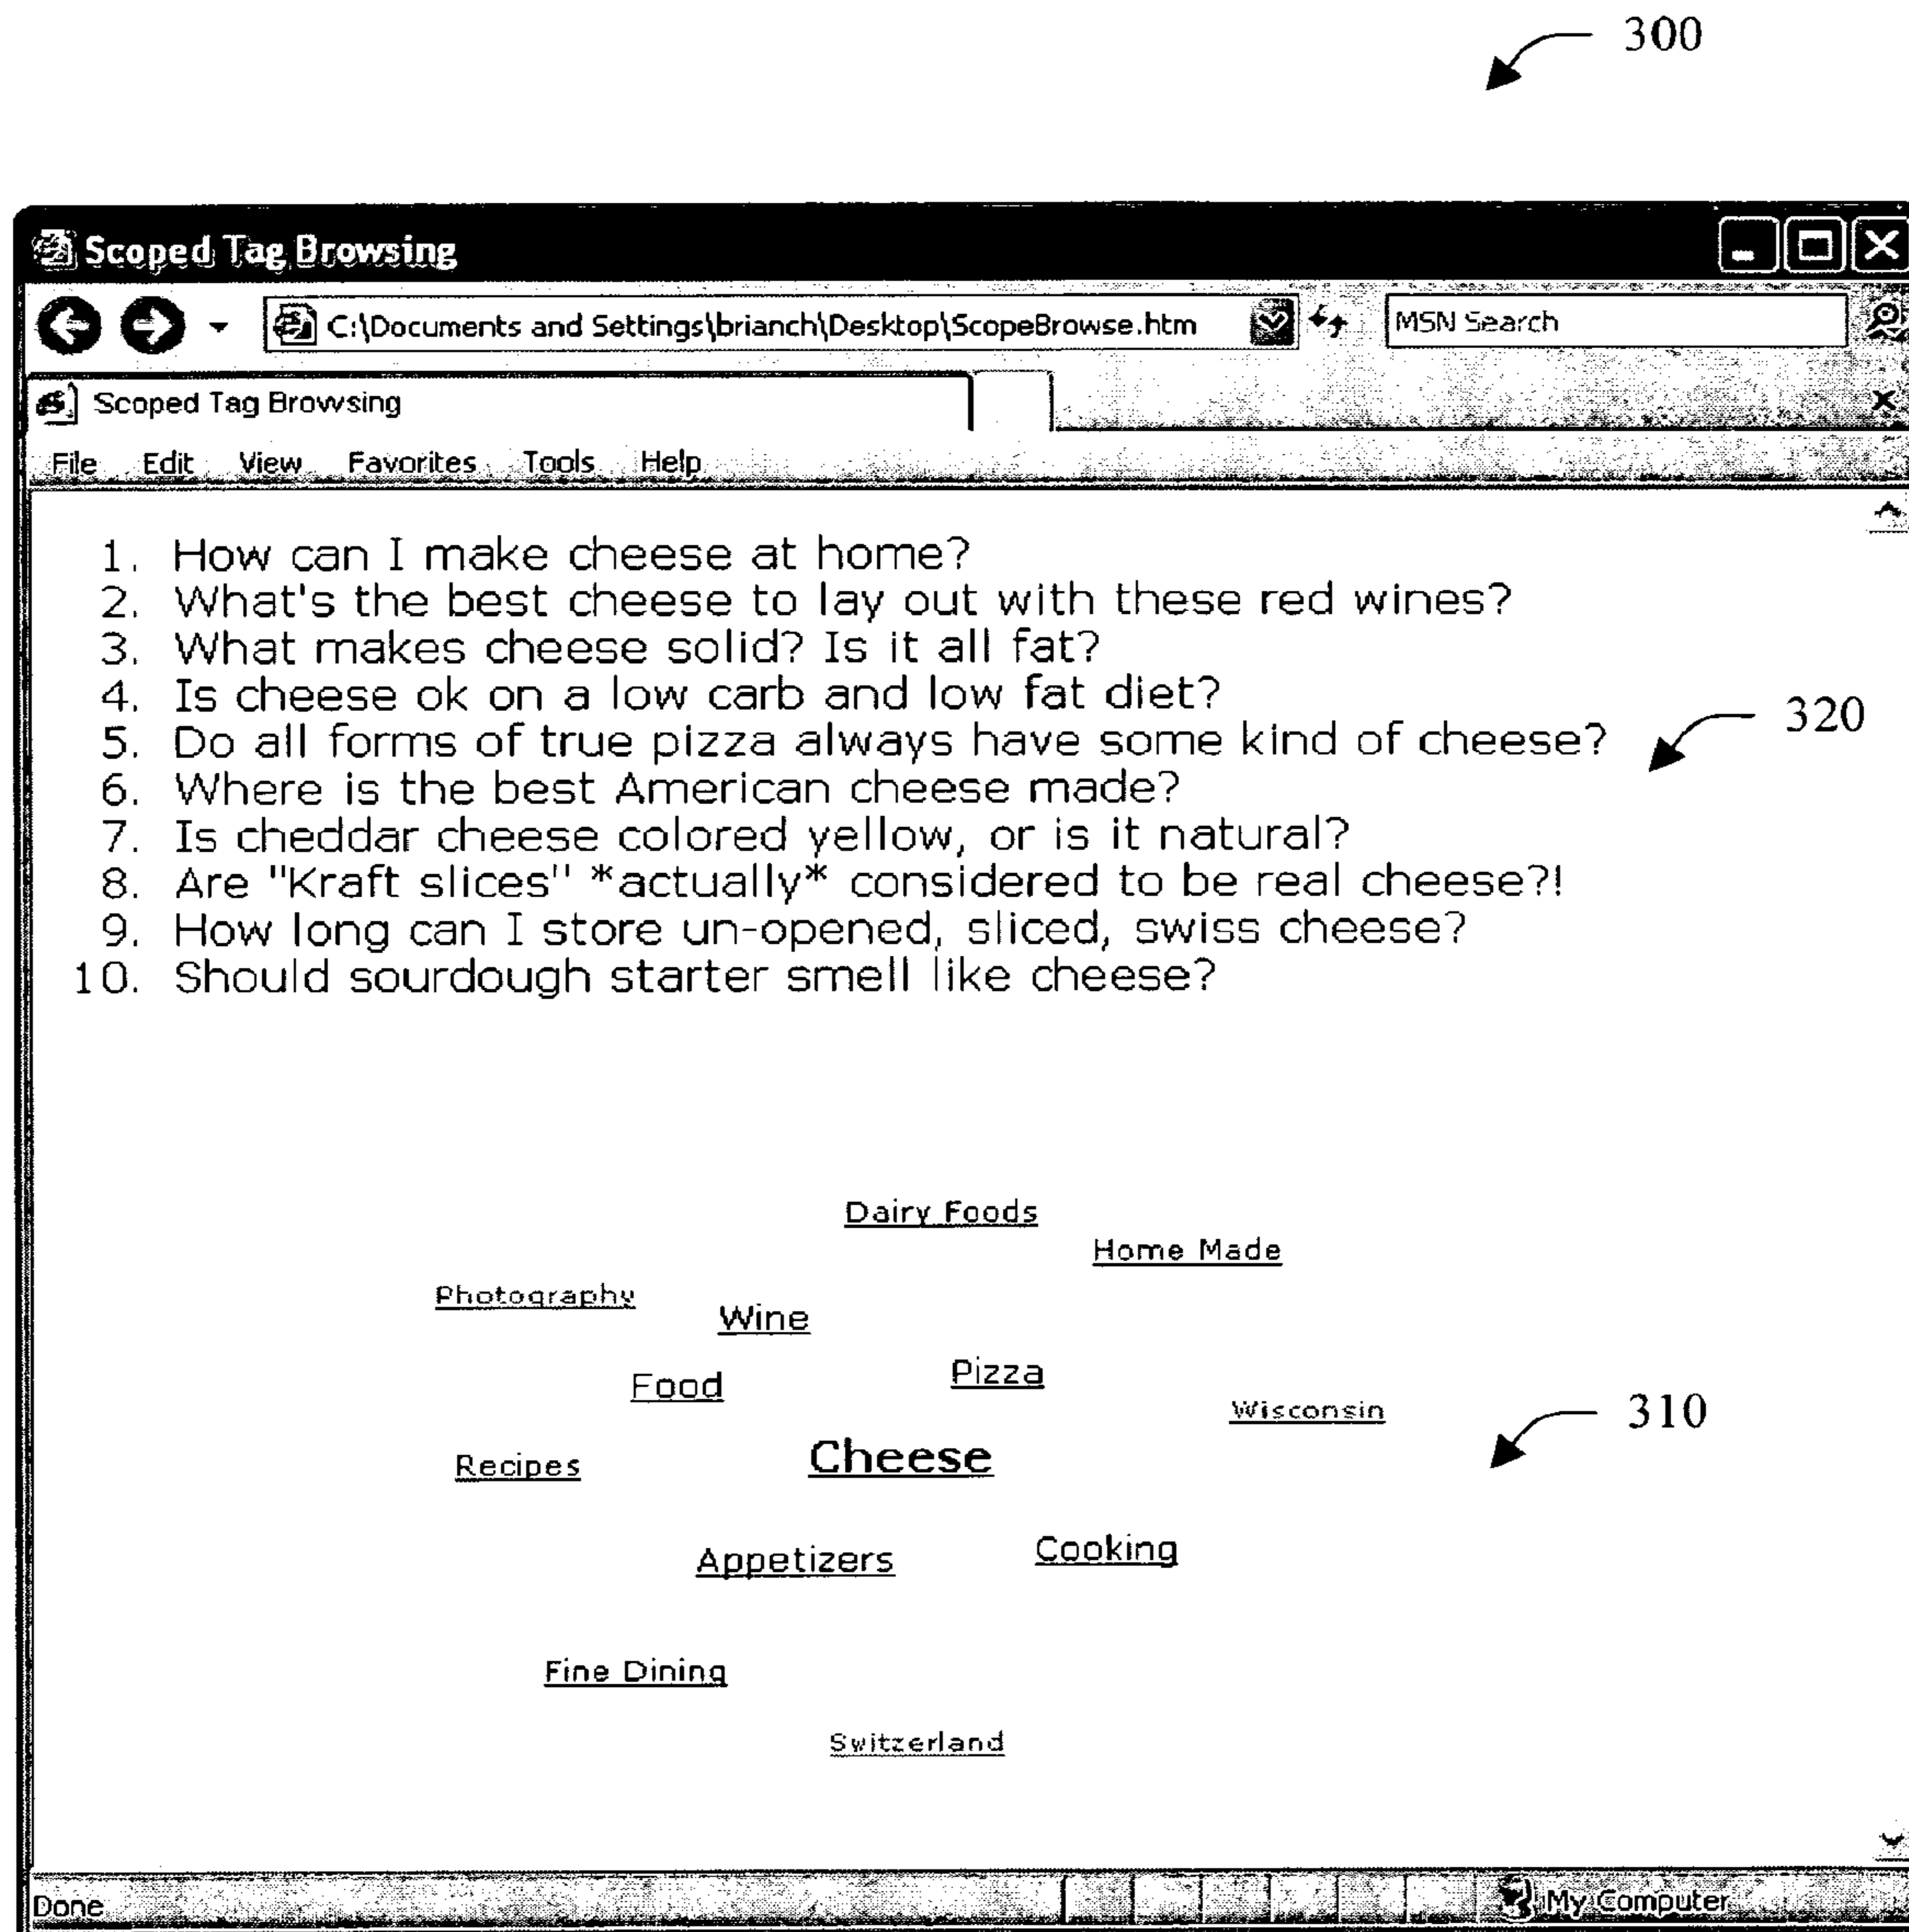 300
Scoped Tag Browsing
C:\Documents and Settings\brianch\Desktop\ScopeBrowse.htm MSN Search
Scoped Tag Browsing
File Edit View Favorites Tools Help
1. How can I make cheese at home?
2. What's the best cheese to lay out with these red wines?
3. What makes cheese solid? Is it all fat?
4. Is cheese ok on a low carb and low fat diet?
320
5. Do all forms of true pizza always have some kind of cheese?
6. Where is the best American cheese made?
7. Is cheddar cheese colored yellow, or is it natural?
8. Are "Kraft slices" *actually* considered to be real cheese?!
9. How long can I store un-opened, sliced, swiss cheese?
10. Should sourdough starter smell like cheese?
Dairy Foods
Home Made
Photography
Wine
Pizza
Food
Wisconsin
310
Cheese
Recipes
Cooking
Appetizers
Fine Dining
Switzerland
Done My Computer